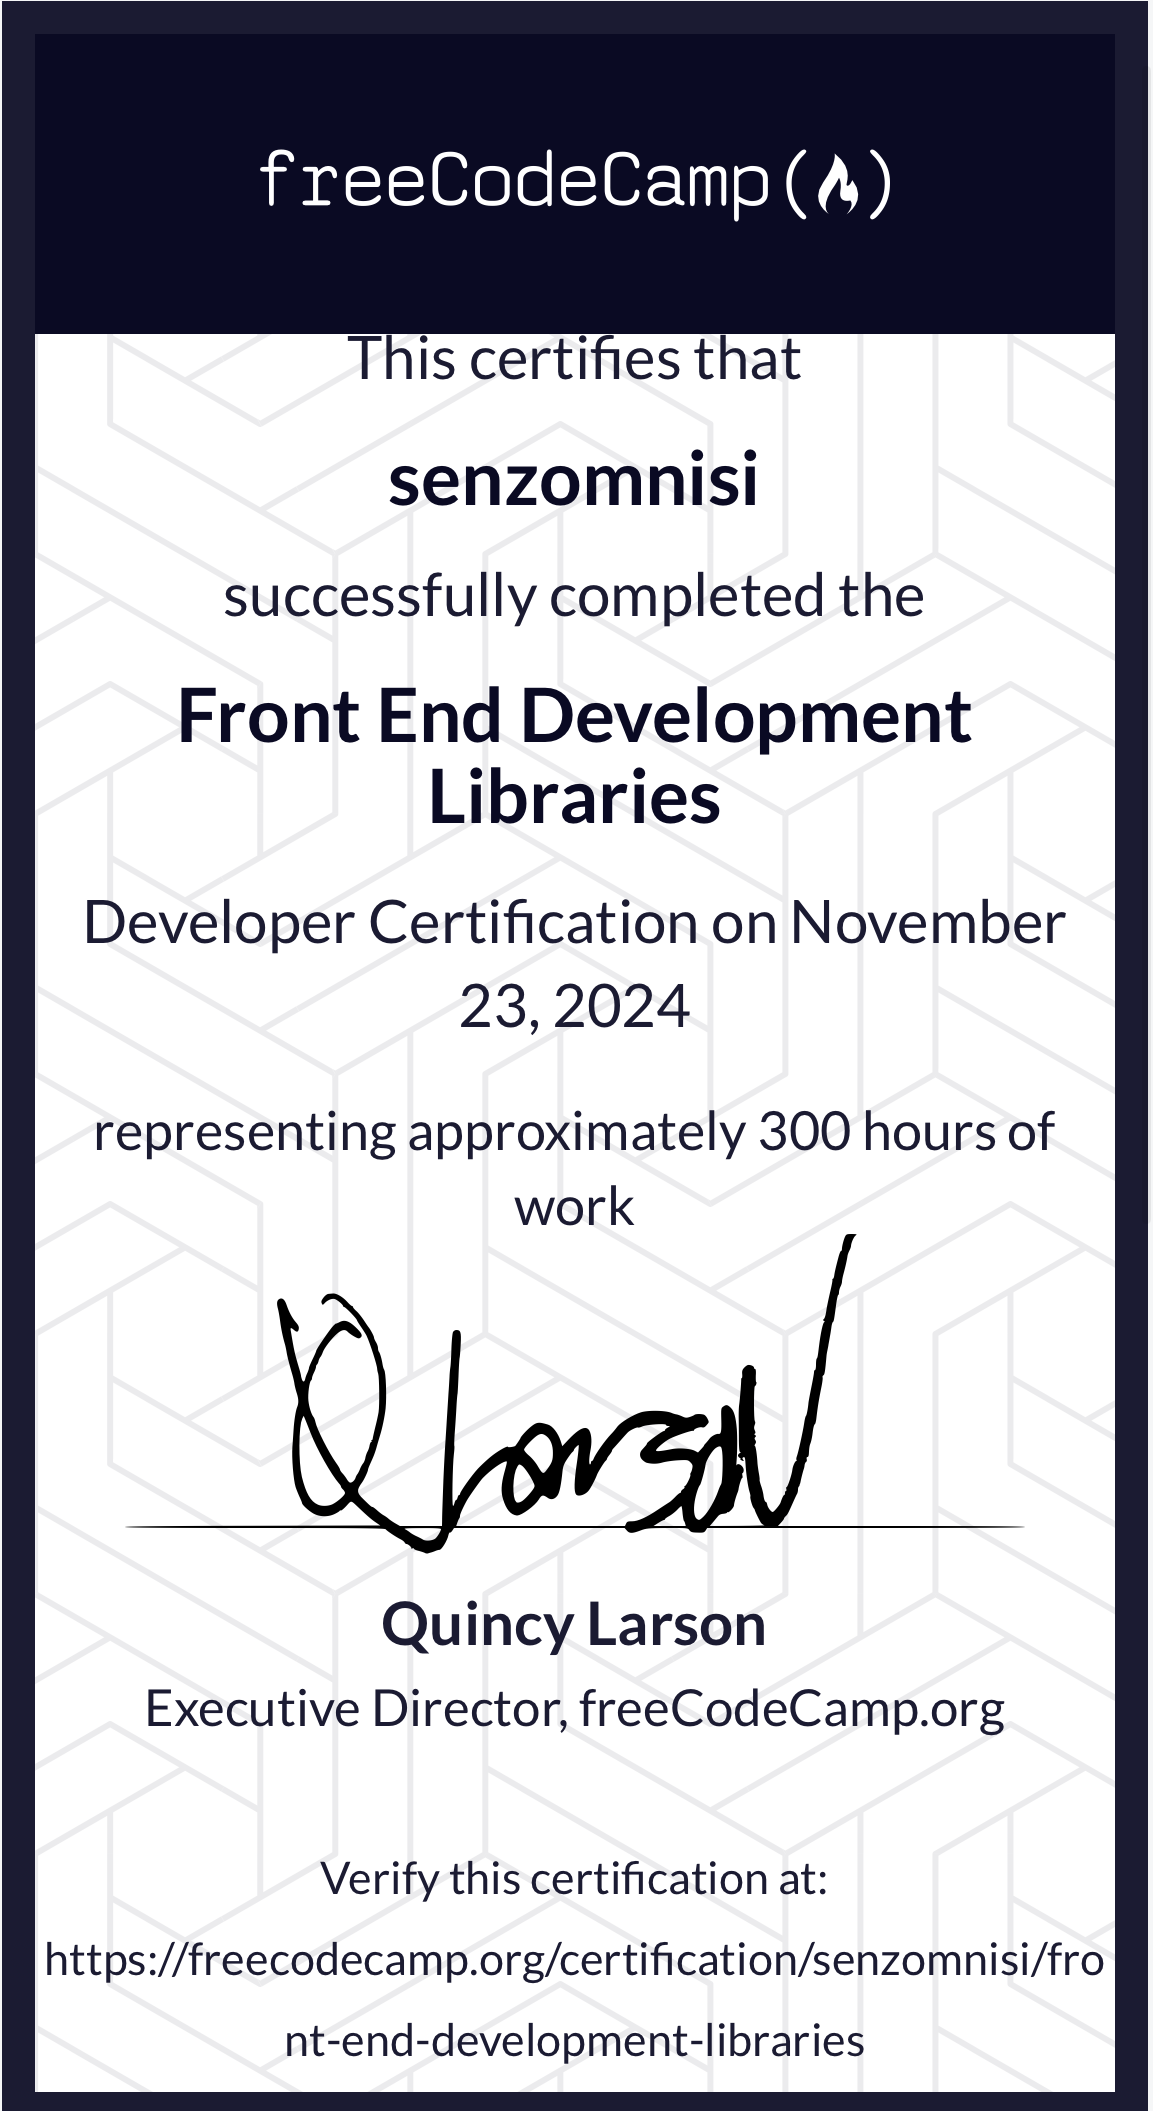 freeCodeCamp
This certifies that
senzomnisi
successfully completed the
Front End Development
Libraries
Developer Certification on November
23, 2024
representing approximately 300 hours of
work
QLarson
Quincy Larson
Executive Director, freeCodeCamp.org
Verify this certification at:
https://freecodecamp.org/certification/senzomnisi/fro
nt-end-development-libraries